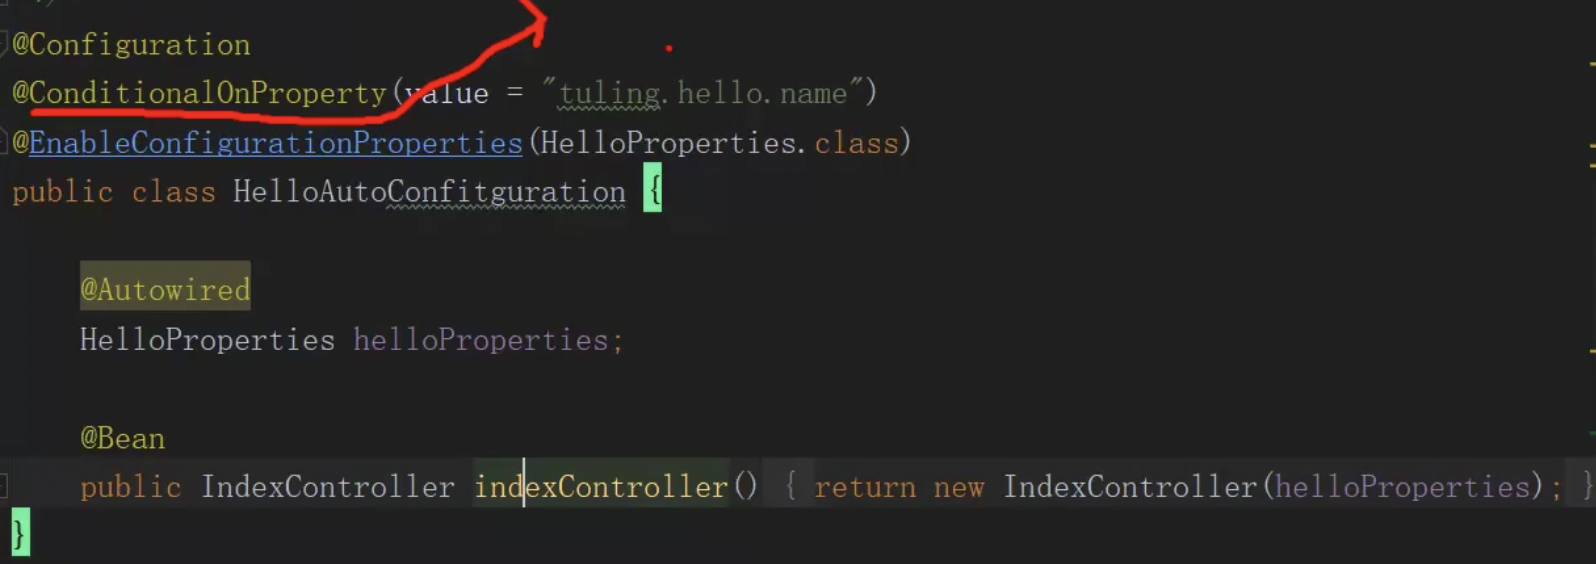 @Configuration
@ConditionalOnProperty(value = "tuling.hello.name")
@EnableConfigurationProperties(HelloProperties.class)
public class HelloAutoConfitguration {
@Autowired
HelloProperties helloProperties;
@Bean
public IndexController indexController() { return new IndexController(helloProperties); }
}